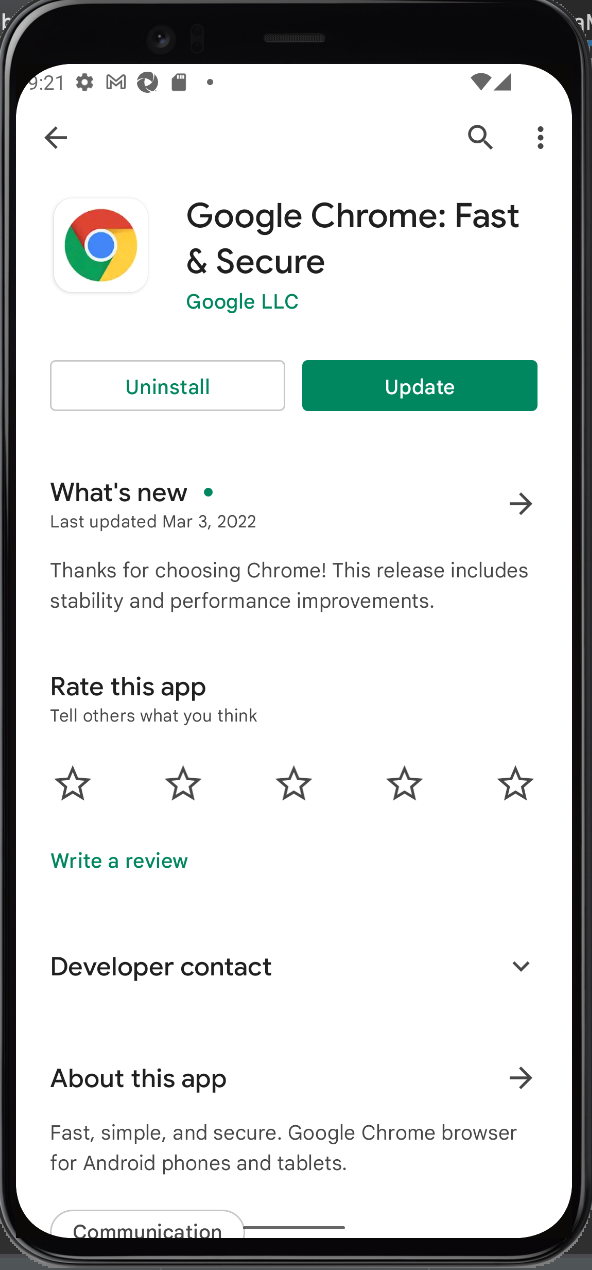 9:21
Google Chrome: Fast
& Secure
Google LLC
Uninstall
Update
What's new
Last updated Mar 3, 2022
Thanks for choosing Chrome! This release includes
stability and performance improvements.
Rate this app
Tell others what you think
Write a review
Developer contact
About this app
Fast, simple, and secure. Google Chrome browser
for Android phones and tablets.
Communication